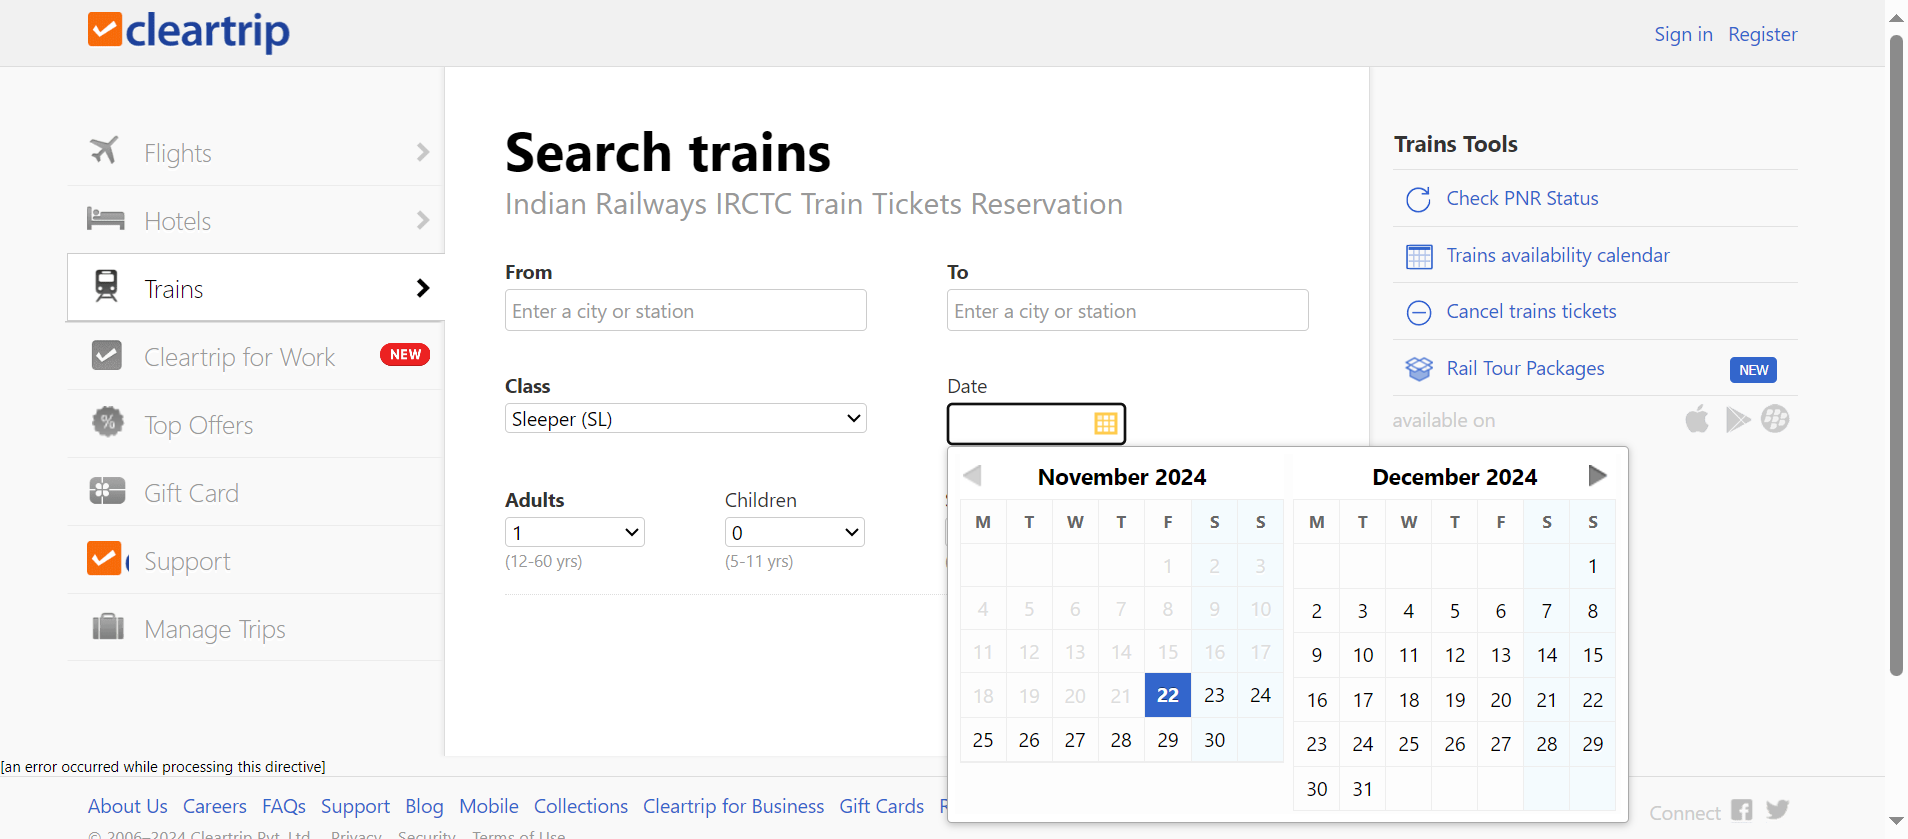 cleartrip
Sign in Register
Flights
Hotels
Trains
Cleartrip for Work NEW
Top Offers
Gift Card
Support
Manage Trips
Search trains
Indian Railways IRCTC Train Tickets Reservation
From
Enter a city or station
To
Enter a city or station
Class
Sleeper (SL)
Date
Adults
1
(12-60 yrs)
Children
0
(5-11 yrs)
November 2024
M T W T F S S
1 2 3
4 5 6 7 8 9 10
11 12 13 14 15 16 17
18 19 20 21 22 23 24
25 26 27 28 29 30
December 2024
M T W T F S S
1
2 3 4 5 6 7 8
9 10 11 12 13 14 15
16 17 18 19 20 21 22
23 24 25 26 27 28 29
30 31
Trains Tools
Check PNR Status
Trains availability calendar
Cancel trains tickets
Rail Tour Packages NEW
available on
[an error occurred while processing this directive]
About Us Careers FAQs Support Blog Mobile Collections Cleartrip for Business Gift Cards
Connect
© 2006–2024 Cleartrip Pvt. Ltd. Privacy Security Terms of Use